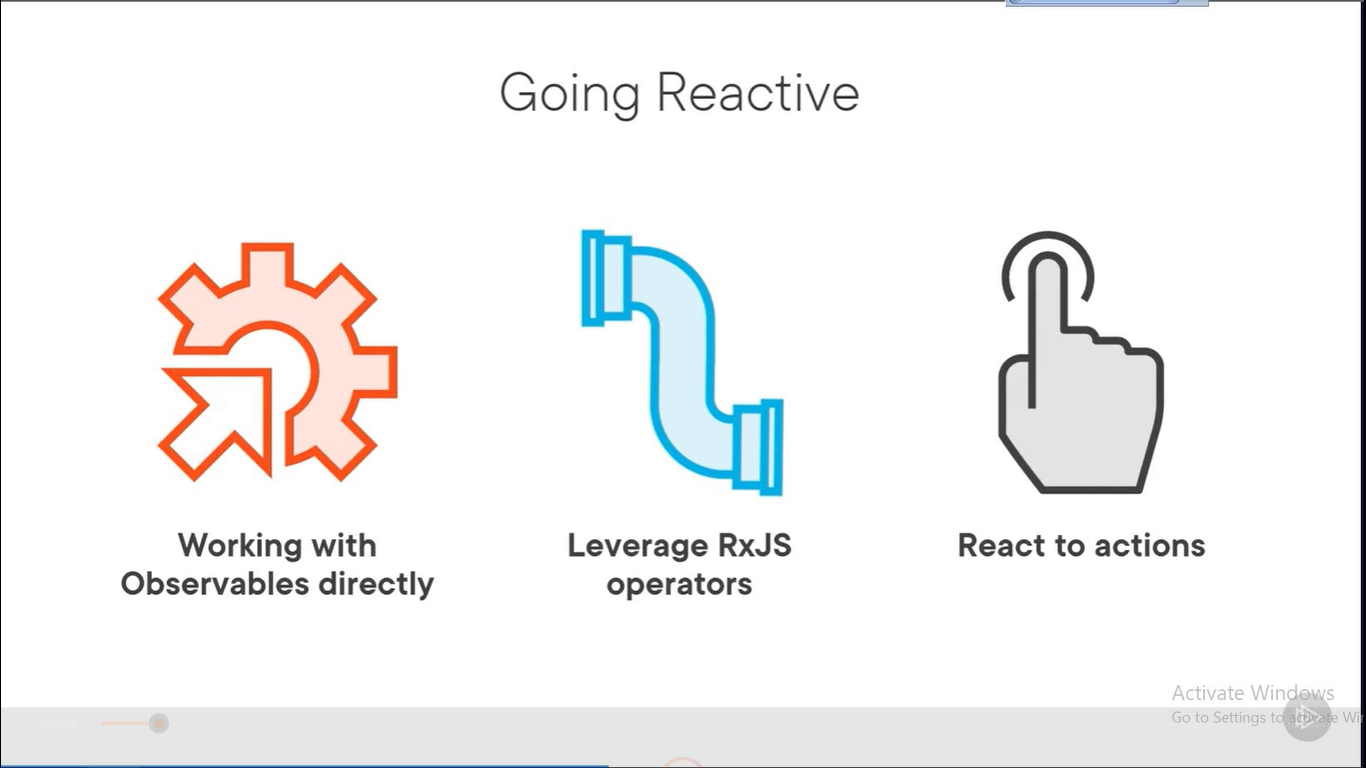 Going Reactive
Working with
Observables directly
Leverage RxJS
operators
React to actions
Activate Windows
Go to Settings to activate